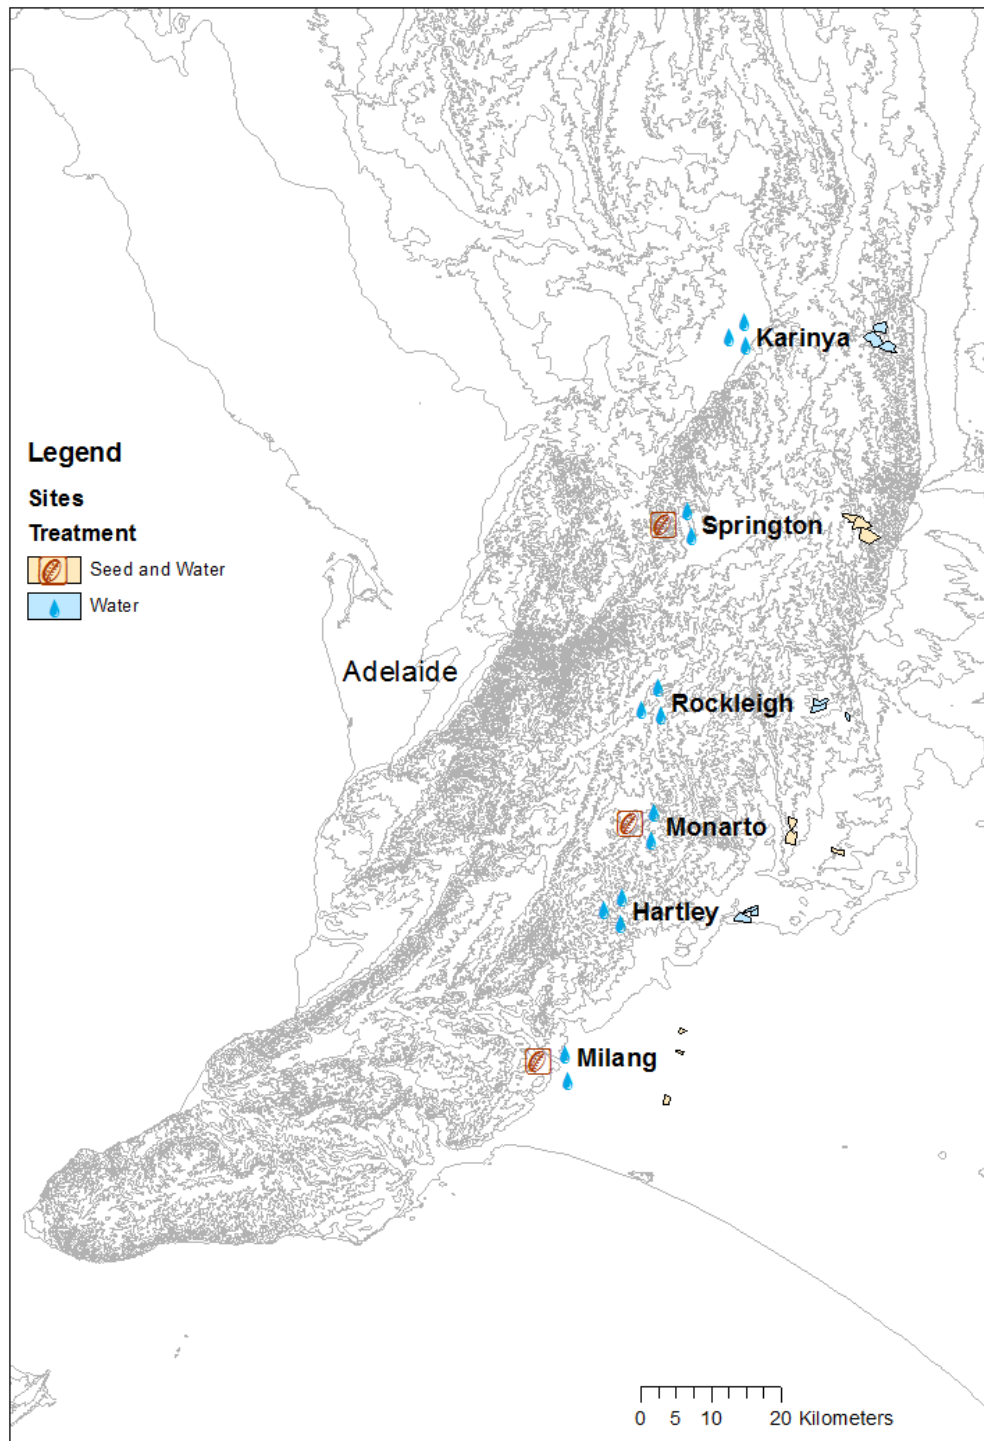 Karinya
Legend
Sites
Springton
Treatment
Seed and Water
Water
Adelaide
Rockleigh
Monarto
Hartley
Milang
0 5 10 20 Kilometers